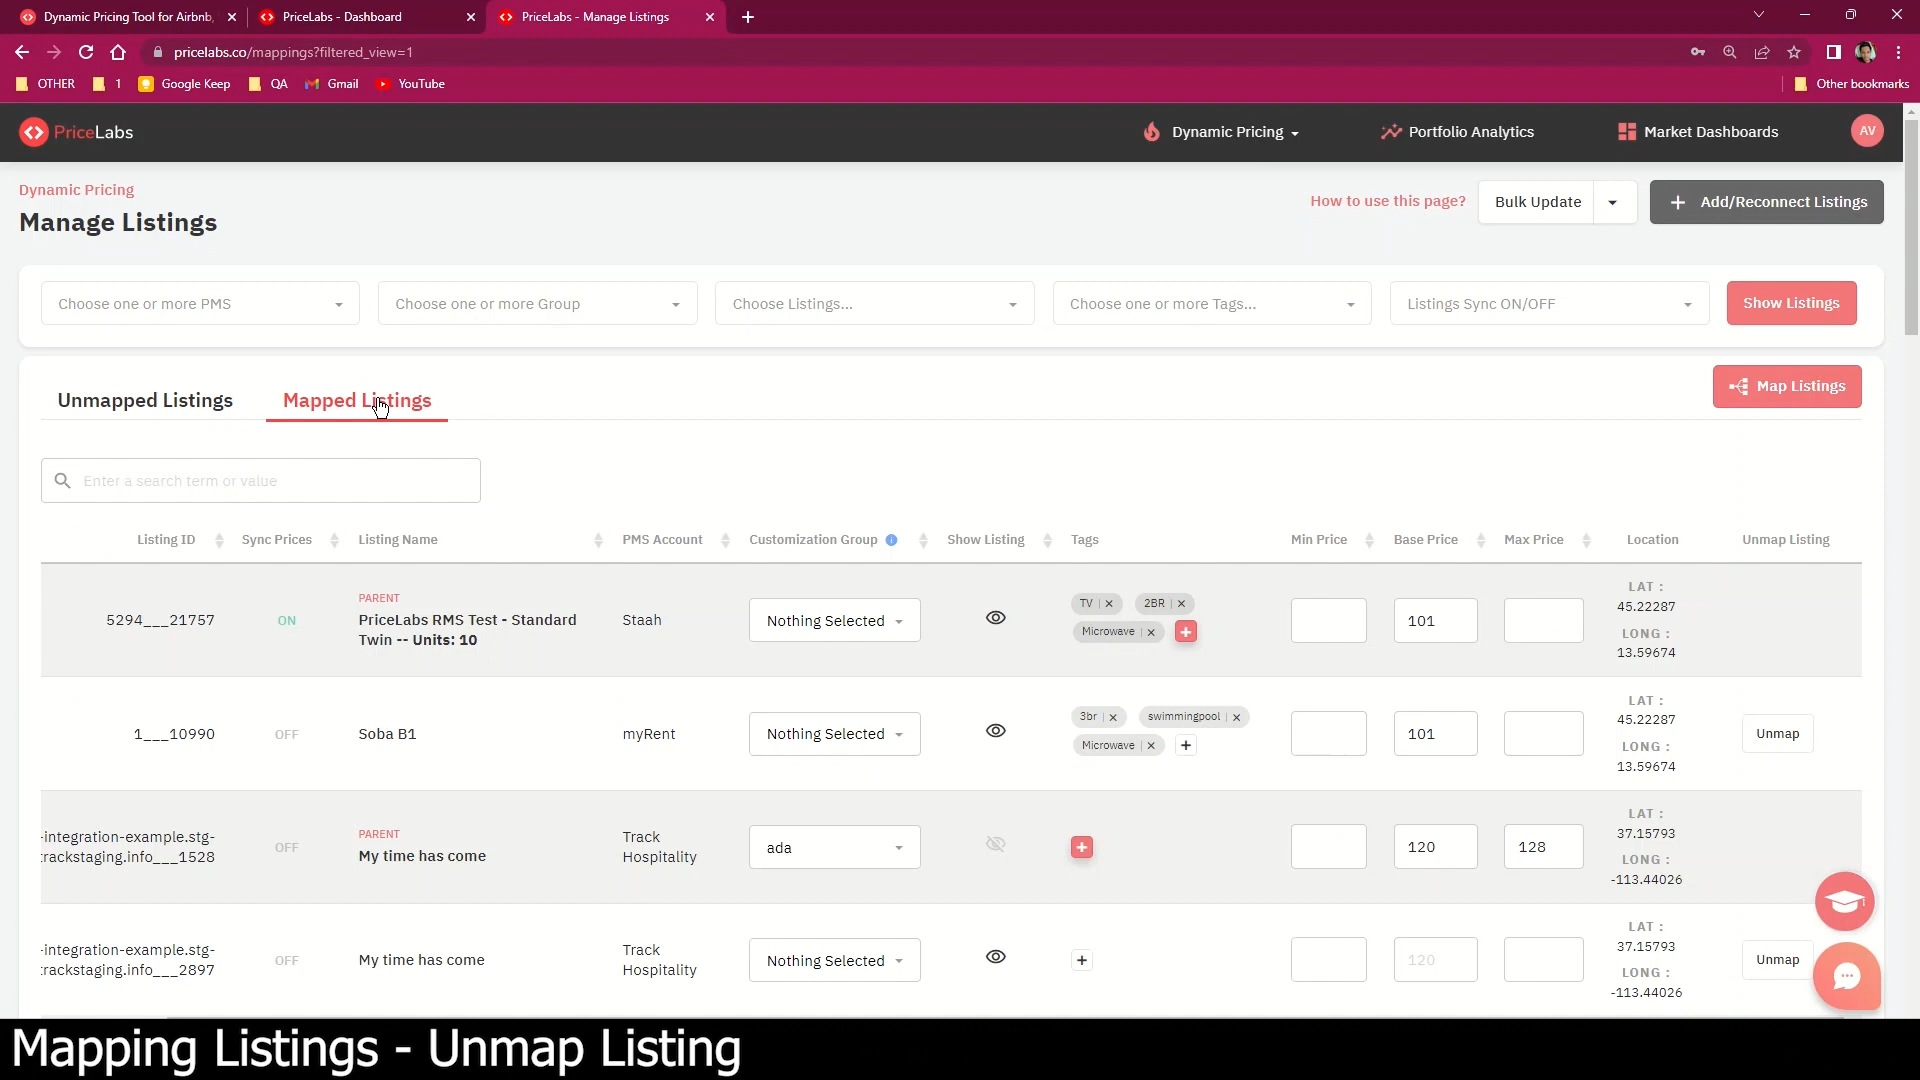 Dynamic Pricing Tool for Airbnb,
PriceLabs - Dashboard
PriceLabs - Manage Listings
pricelabs.co/mappings?filtered_view=1
OTHER
1
Google Keep
QA
Gmail
YouTube
Other bookmarks
PriceLabs
Dynamic Pricing
Portfolio Analytics
Market Dashboards
AV
Dynamic Pricing
Manage Listings
How to use this page?
Bulk Update
+ Add/Reconnect Listings
Choose one or more PMS
Choose one or more Group
Choose Listings...
Choose one or more Tags...
Listings Sync ON/OFF
Show Listings
Unmapped Listings
Mapped Listings
Map Listings
Enter a search term or value
Listing ID
Sync Prices
Listing Name
PMS Account
Customization Group
Show Listing
Tags
Min Price
Base Price
Max Price
Location
Unmap Listing
5294___21757
ON
PARENT
PriceLabs RMS Test - Standard
Twin -- Units: 10
Staah
Nothing Selected
TV
2BR
Microwave
101
LAT :
45.22287
LONG :
13.59674
1___10990
OFF
Soba B1
myRent
Nothing Selected
3br
swimmingpool
Microwave
101
LAT :
45.22287
LONG :
13.59674
Unmap
-integration-example.stg-
trackstaging.info___1528
OFF
PARENT
My time has come
Track
Hospitality
ada
120
128
LAT :
37.15793
LONG :
-113.44026
-integration-example.stg-
trackstaging.info___2897
OFF
My time has come
Track
Hospitality
Nothing Selected
120
LAT :
37.15793
LONG :
-113.44026
Unmap
Mapping Listings - Unmap Listing